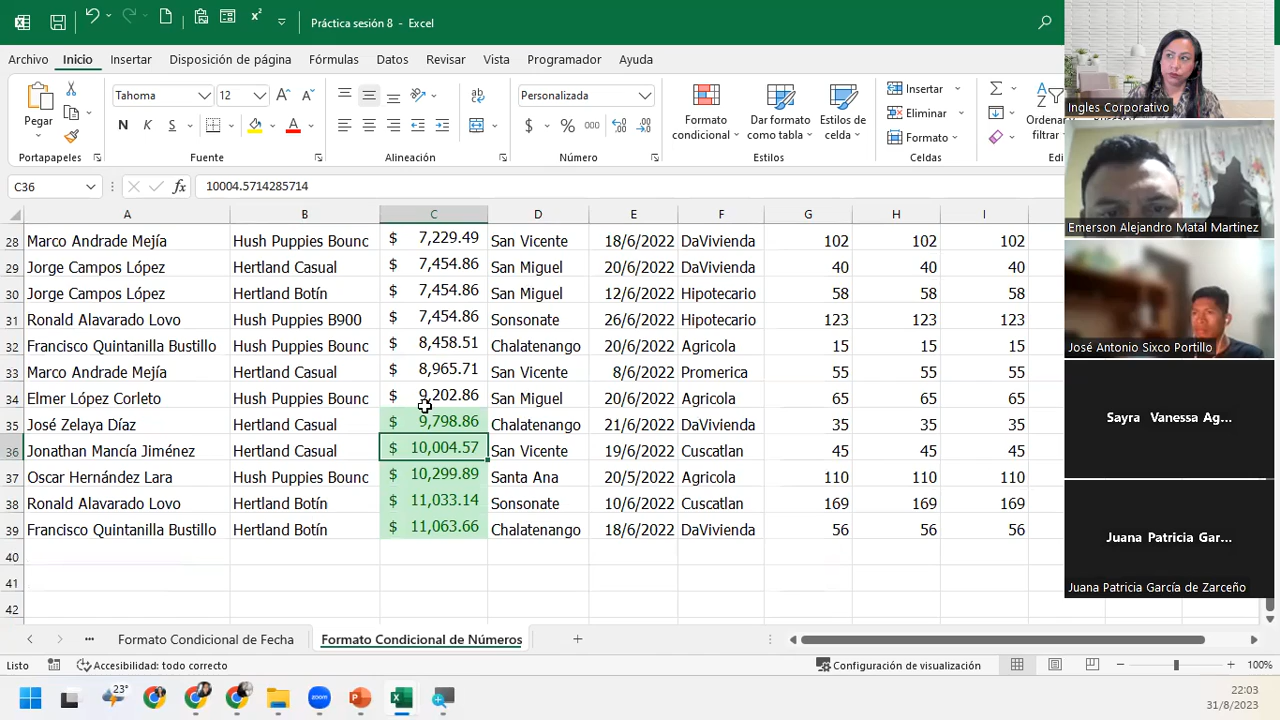 Práctica sesión 8 - Excel
Archivo Inicio Insertar Disposición de página Fórmulas Datos Revisar Vista Programador Ayuda
Pegar
Portapapeles
Tahoma 12
N K S
Fuente
Alineación
Personalizada
$ % 000
Número
Formato condicional
Dar formato como tabla
Estilos de celda
Estilos
Insertar
Eliminar
Formato
Celdas
Ordenar
filtrar
C36 fx 10004.5714285714
A B C D E F G H I
28 Marco Andrade Mejía Hush Puppies Bounc $ 7,229.49 San Vicente 18/6/2022 DaVivienda 102 102 102
29 Jorge Campos López Hertland Casual $ 7,454.86 San Miguel 20/6/2022 DaVivienda 40 40 40
30 Jorge Campos López Hertland Botín $ 7,454.86 San Miguel 12/6/2022 Hipotecario 58 58 58
31 Ronald Alavarado Lovo Hush Puppies B900 $ 7,454.86 Sonsonate 26/6/2022 Hipotecario 123 123 123
32 Francisco Quintanilla Bustillo Hush Puppies Bounc $ 8,458.51 Chalatenango 20/6/2022 Agricola 15 15 15
33 Marco Andrade Mejía Hertland Casual $ 8,965.71 San Vicente 8/6/2022 Promerica 55 55 55
34 Elmer López Corleto Hush Puppies Bounc $ 9,202.86 San Miguel 20/6/2022 Agricola 65 65 65
35 José Zelaya Díaz Hertland Casual $ 9,798.86 Chalatenango 21/6/2022 DaVivienda 35 35 35
36 Jonathan Mancía Jiménez Hertland Casual $ 10,004.57 San Vicente 19/6/2022 Cuscatlan 45 45 45
37 Oscar Hernández Lara Hush Puppies Bounc $ 10,299.89 Santa Ana 20/5/2022 Agricola 110 110 110
38 Ronald Alavarado Lovo Hertland Botín $ 11,033.14 Sonsonate 10/6/2022 Cuscatlan 169 169 169
39 Francisco Quintanilla Bustillo Hertland Botín $ 11,063.66 Chalatenango 18/6/2022 DaVivienda 56 56 56
40
41
42
Formato Condicional de Fecha Formato Condicional de Números
Listo Accesibilidad: todo correcto Configuración de visualización 100%
23°
22:03
31/8/2023
Ingles Corporativo
Emerson Alejandro Matal Martinez
José Antonio Sixco Portillo
Sayra Vanessa Ag...
Juana Patricia Gar...
Juana Patricia García de Zarceño